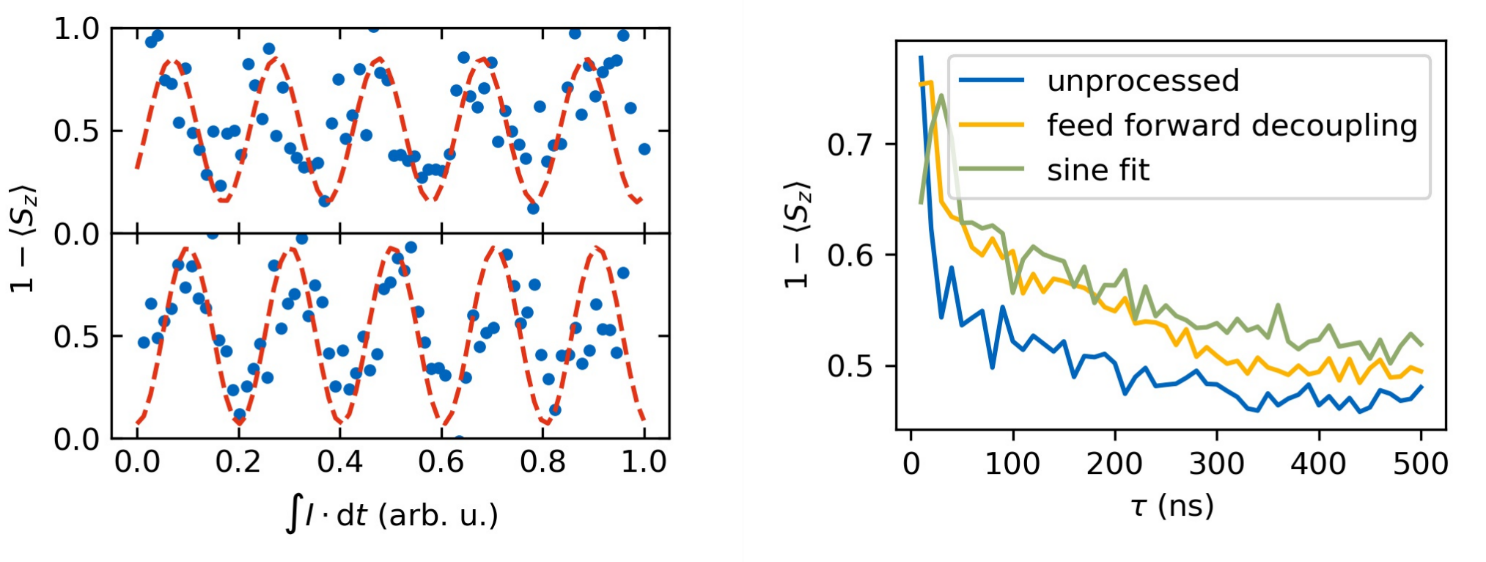 1.0
0.5
0.0
0.5
0.0
1 − ⟨S_z⟩
0.0 0.2 0.4 0.6 0.8 1.0
∫I · dt (arb. u.)
unprocessed
feed forward decoupling
sine fit
0.7
0.6
0.5
1 − ⟨S_z⟩
0 100 200 300 400 500
τ (ns)